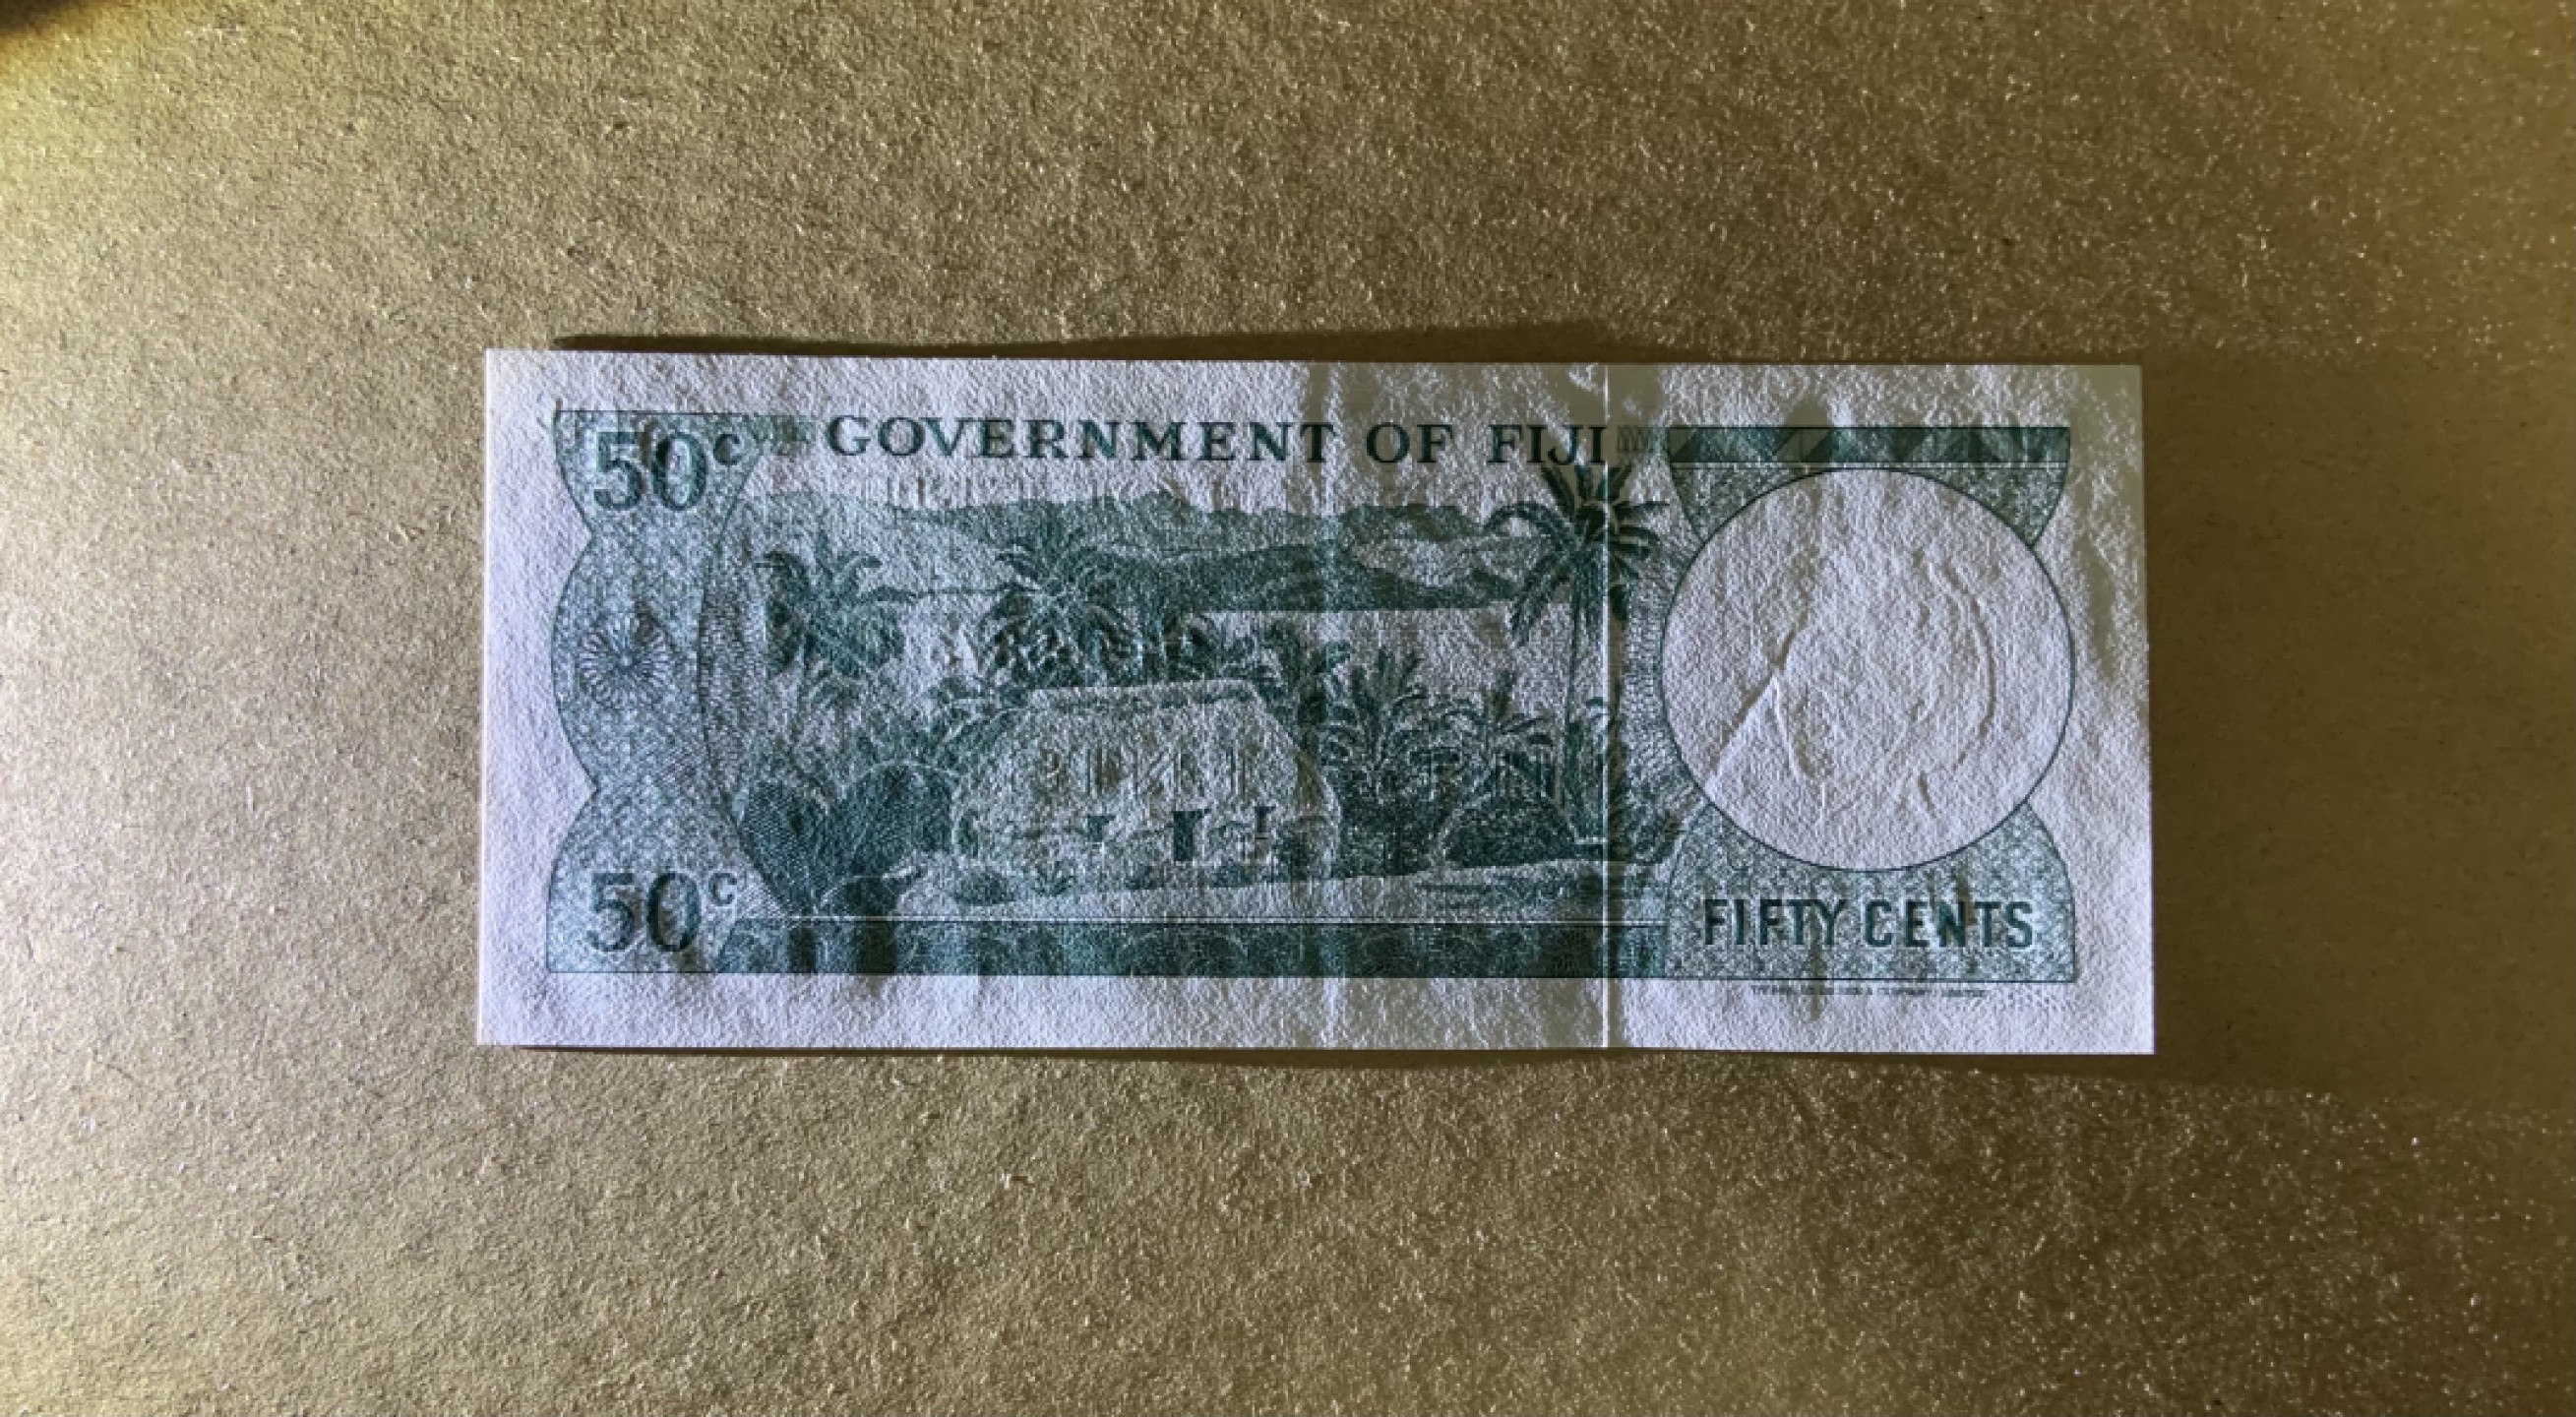 50c GOVERNMENT OF FIJI
50c FIFTY CENTS